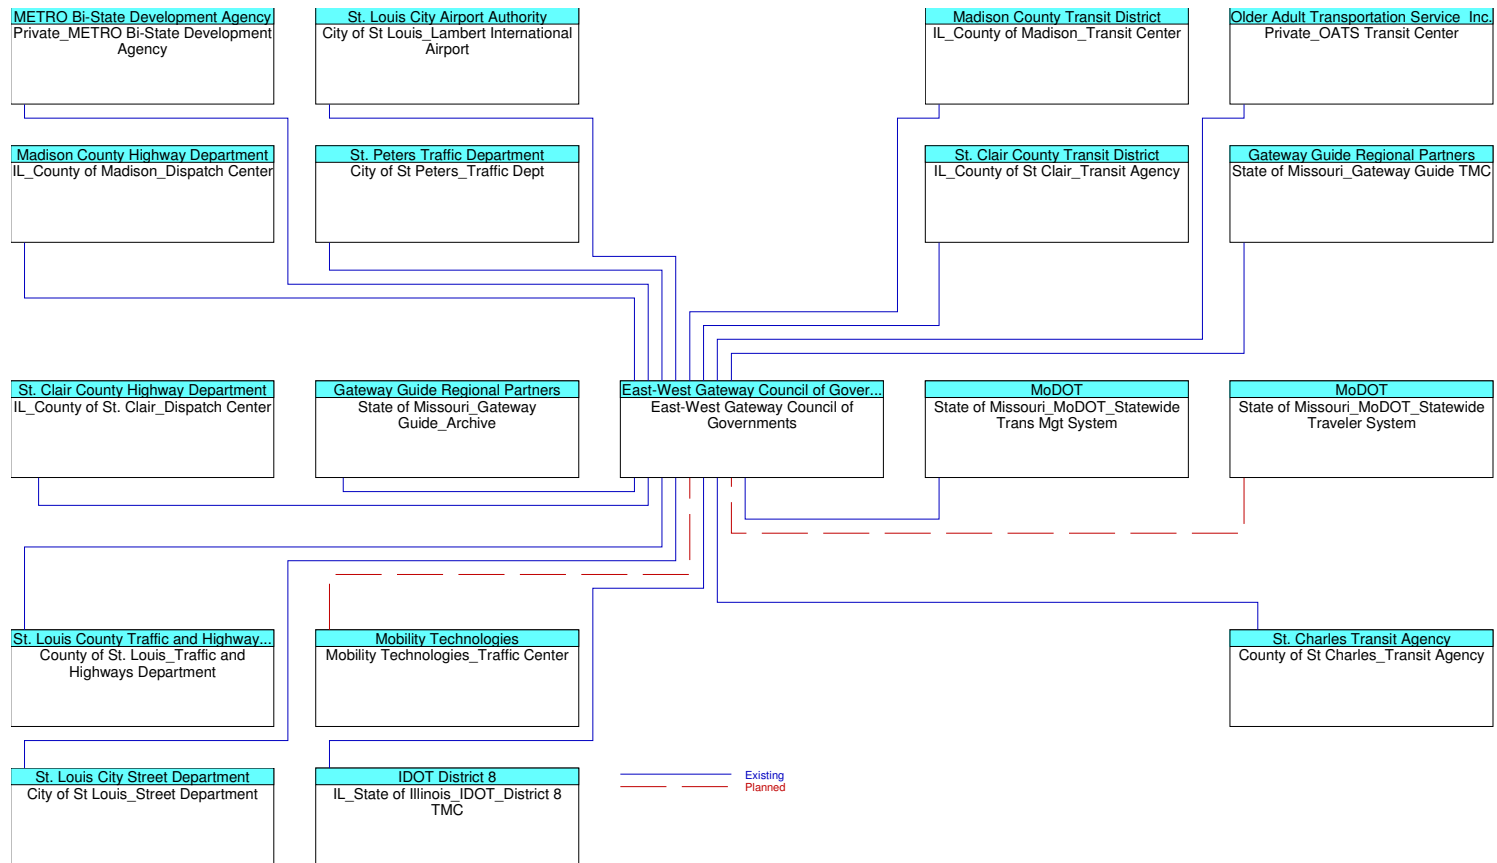 METRO Bi-State Development Agency
Private_METRO Bi-State Development
Agency
St. Louis City Airport Authority
City of St Louis_Lambert International
Airport
Madison County Transit District
IL_County of Madison_Transit Center
Older Adult Transportation Service  Inc.
Private_OATS Transit Center
Madison County Highway Department
IL_County of Madison_Dispatch Center
St. Peters Traffic Department
City of St Peters_Traffic Dept
St. Clair County Transit District
IL_County of St Clair_Transit Agency
Gateway Guide Regional Partners
State of Missouri_Gateway Guide TMC
St. Clair County Highway Department
IL_County of St. Clair_Dispatch Center
Gateway Guide Regional Partners
State of Missouri_Gateway
Guide_Archive
East-West Gateway Council of Gover...
East-West Gateway Council of
Governments
MoDOT
State of Missouri_MoDOT_Statewide
Trans Mgt System
MoDOT
State of Missouri_MoDOT_Statewide
Traveler System
St. Louis County Traffic and Highway...
County of St. Louis_Traffic and
Highways Department
Mobility Technologies
Mobility Technologies_Traffic Center
St. Charles Transit Agency
County of St Charles_Transit Agency
St. Louis City Street Department
City of St Louis_Street Department
IDOT District 8
IL_State of Illinois_IDOT_District 8
TMC
Existing
Planned